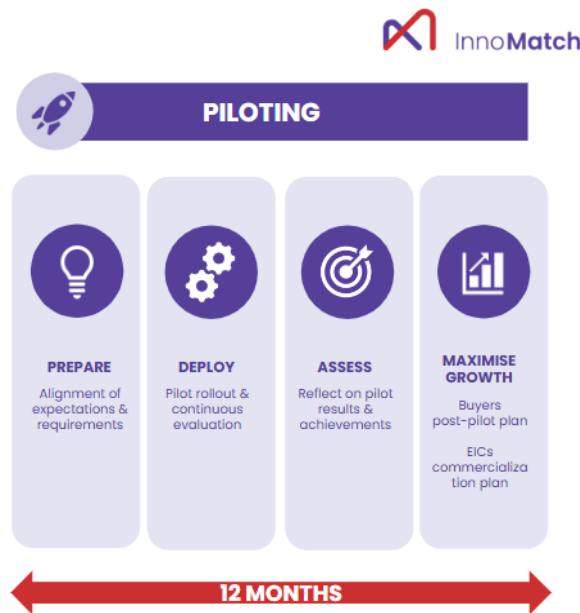 InnoMatch
PILOTING
PREPARE
Alignment of
expectations &
requirements
DEPLOY
Pilot rollout &
continuous
evaluation
ASSESS
Reflect on pilot
results &
achievements
MAXIMISE
GROWTH
Buyers
post-pilot plan
EICs
commercializa
tion plan
12 MONTHS